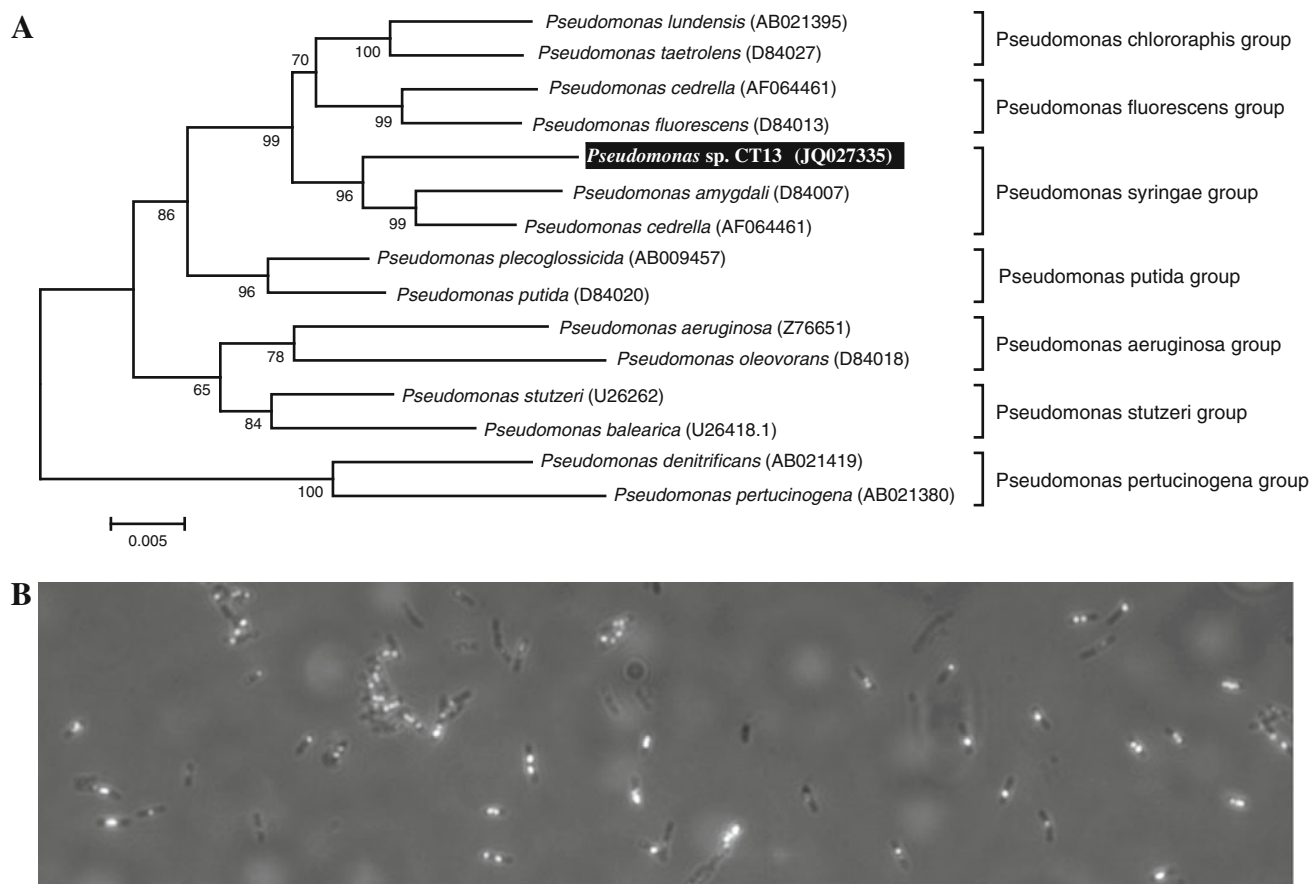 A
Pseudomonas lundensis (AB021395)
Pseudomonas taetrolens (D84027)
Pseudomonas chlororaphis group
100
70
Pseudomonas cedrella (AF064461)
Pseudomonas fluorescens (D84013)
Pseudomonas fluorescens group
99
99
Pseudomonas sp. CT13 (JQ027335)
Pseudomonas amygdali (D84007)
Pseudomonas cedrella (AF064461)
Pseudomonas syringae group
96
99
86
Pseudomonas plecoglossicida (AB009457)
Pseudomonas putida (D84020)
Pseudomonas putida group
96
Pseudomonas aeruginosa (Z76651)
Pseudomonas oleovorans (D84018)
Pseudomonas aeruginosa group
78
65
Pseudomonas stutzeri (U26262)
Pseudomonas balearica (U26418.1)
Pseudomonas stutzeri group
84
Pseudomonas denitrificans (AB021419)
Pseudomonas pertucinogena (AB021380)
Pseudomonas pertucinogena group
100
0.005
B